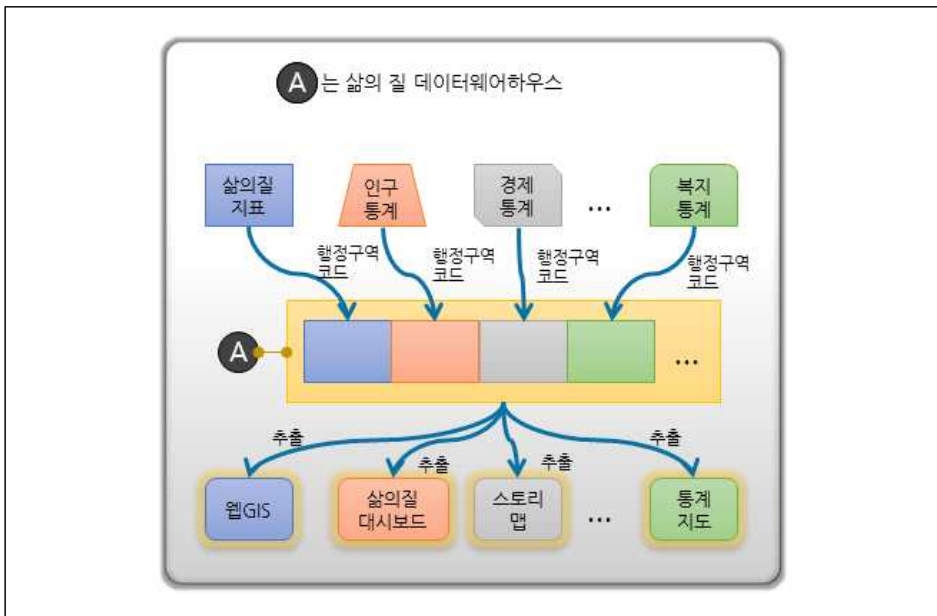 A는 삶의 질 데이터웨어하우스
삶의질
지표
인구
통계
경제
통계
...
복지
통계
행정구역
코드
행정구역
코드
행정구역
코드
행정구역
코드
A
...
추출
추출
추출
추출
웹GIS
삶의질
대시보드
스토리
맵
...
통계
지도